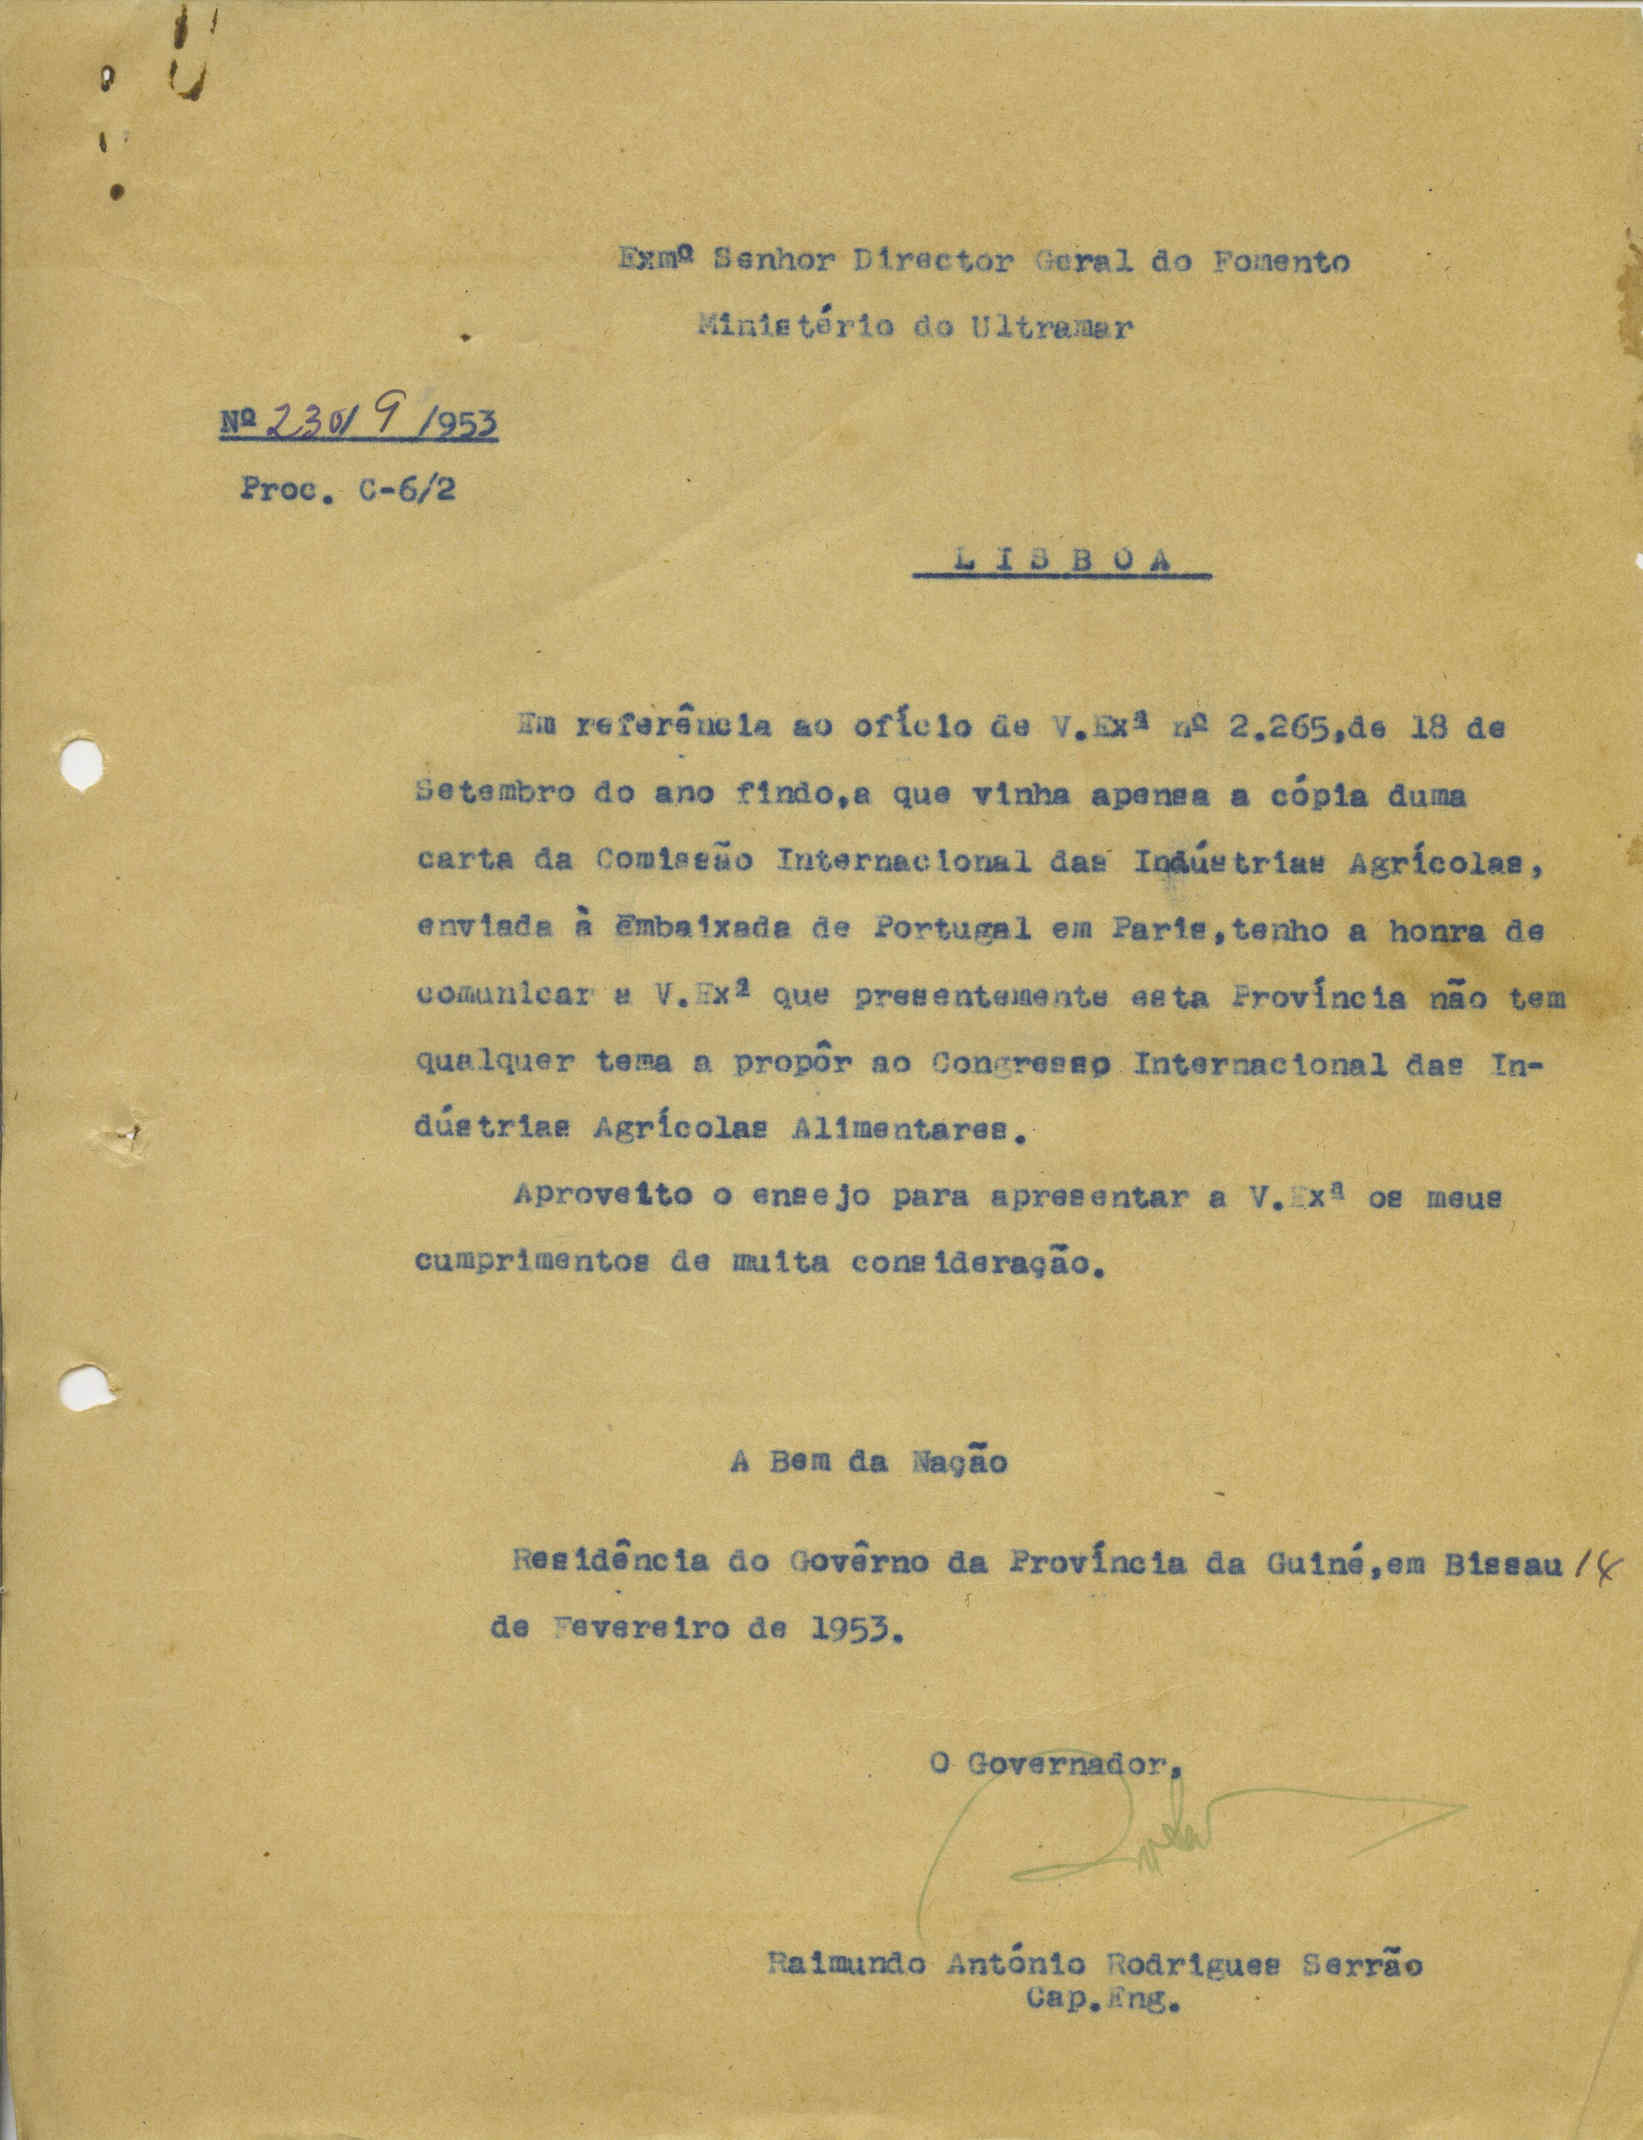 Exmº Senhor Director Geral do Fomento
Ministério do Ultramar
Nº 230/9/953
Proc. C-6/2
LISBOA
Em referência ao ofício de V.Exª nº 2.265,de 18 de
Setembro do ano findo,a que vinha apensa a cópia duma
carta da Comissão Internacional das Indústrias Agrícolas,
enviada à Embaixada de Portugal em Paris,tenho a honra de
comunicar a V.Exª que presentemente esta Província não tem
qualquer tema a propôr ao Congresso Internacional das In-
dústrias Agrícolas Alimentares.
Aproveito o ensejo para apresentar a V.Exª os meus
cumprimentos de muita consideração.
A Bem da Nação
Residência do Govêrno da Província da Guiné,em Bissau 14
de Fevereiro de 1953.
O Governador,
Raimundo António Rodrigues Serrão
Cap.Eng.